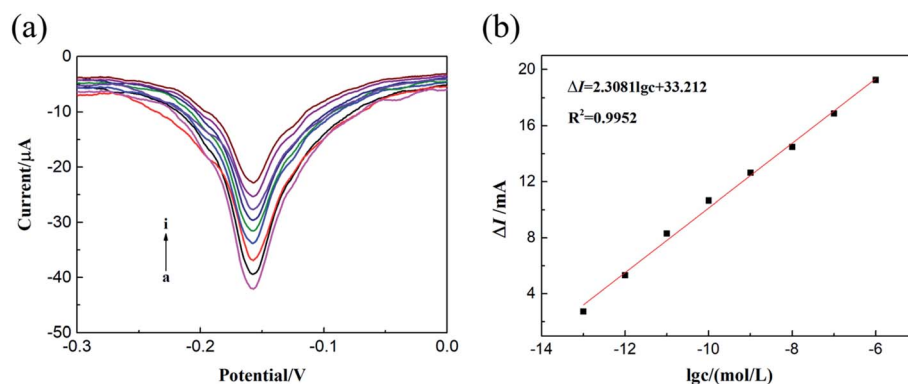 (a)
0
-10
-20
-30
-40
-50
Current/μA
i
a
-0.3
-0.2
-0.1
0.0
Potential/V
(b)
20
16
12
8
4
ΔI /mA
ΔI=2.3081lgc+33.212
R²=0.9952
-14
-12
-10
-8
-6
lgc/(mol/L)